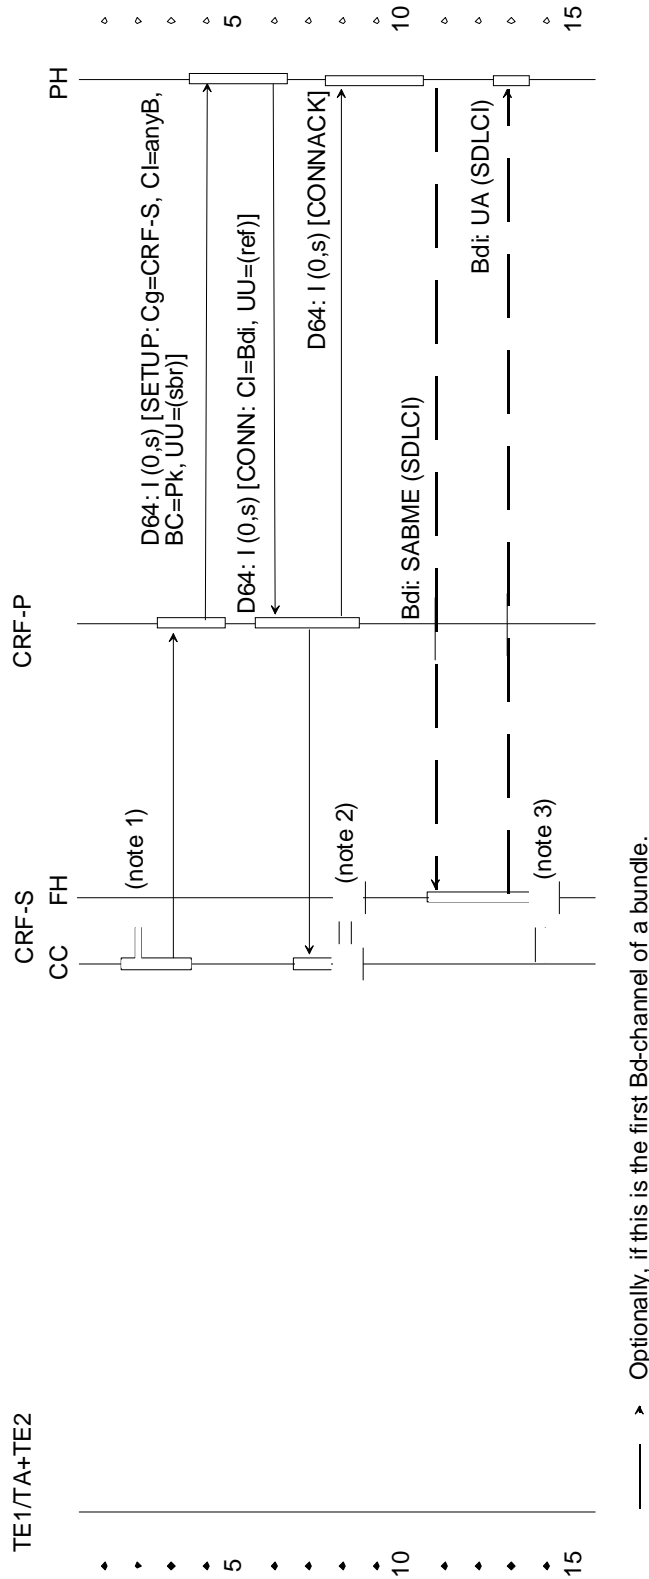 TE1/TA+TE2
CRF-S
CC
FH
CRF-P
PH
5
10
15
5
10
15
(note 1)
D64: I (0,s) [SETUP: Cg=CRF-S, CI=anyB,
BC=Pk, UU=(sbr)]
D64: I (0,s) [CONN: CI=Bdi, UU=(ref)]
(note 2)
D64: I (0,s) [CONNACK]
Bdi: SABME (SDLCI)
Bdi: UA (SDLCI)
(note 3)
Optionally, if this is the first Bd-channel of a bundle.